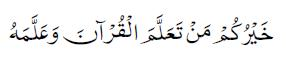 خَيْرُكُمْ مَنْ تَعَلَّمَ الْقُرْآنَ وَعَلَّمَهُ